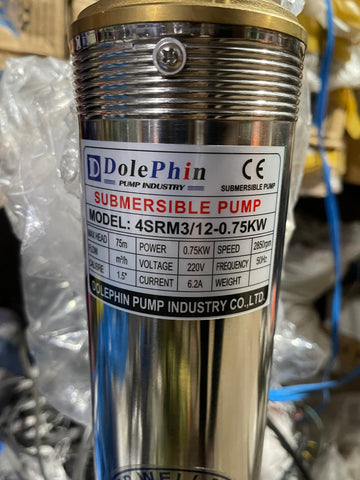 D DolePhin CE
PUMP INDUSTRY SUBMERSIBLE PUMP
SUBMERSIBLE PUMP
MODEL: 4SRM3/12-0.75KW
MAX HEAD 75m POWER 0.75KW SPEED 2850rpm
FLOW m³/h VOLTAGE 220V FREQUENCY 50Hz
CALIBRE 1.5" CURRENT 6.2A WEIGHT
DOLEPHIN PUMP INDUSTRY CO.,LTD.
WELL